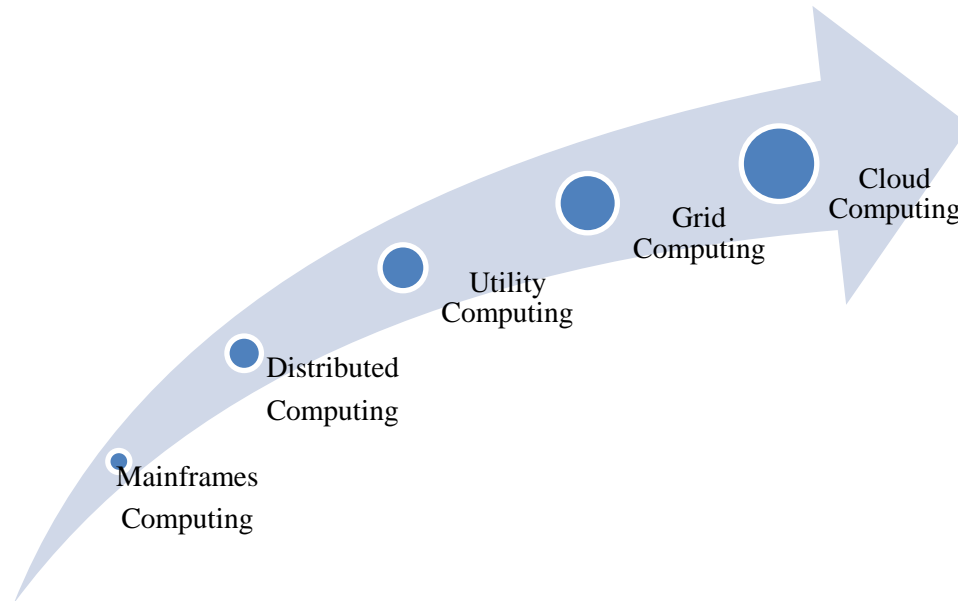 Cloud
Computing
Grid
Computing
Utility
Computing
Distributed
Computing
Mainframes
Computing